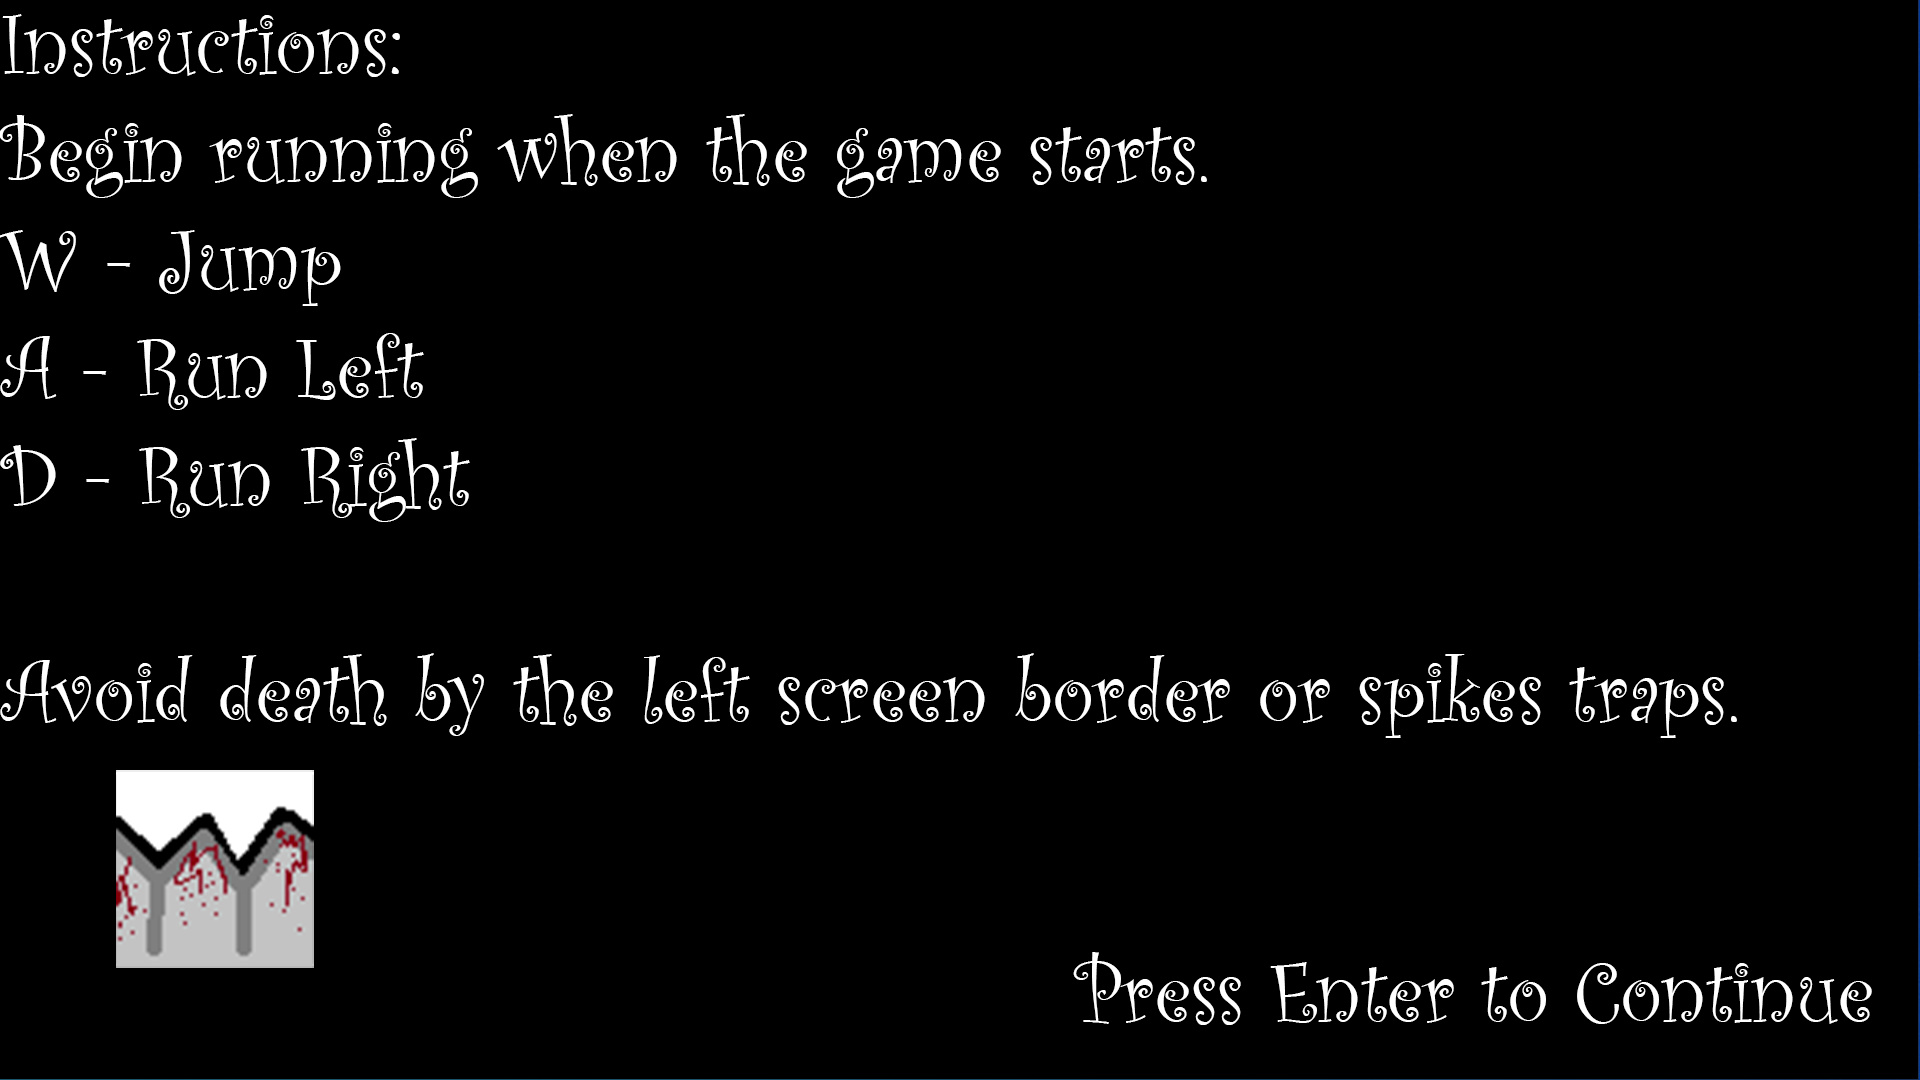 Instructions:
Begin running when the game starts.
W - Jump
A - Run Left
D - Run Right
Avoid death by the left screen border or spikes traps.
Press Enter to Continue